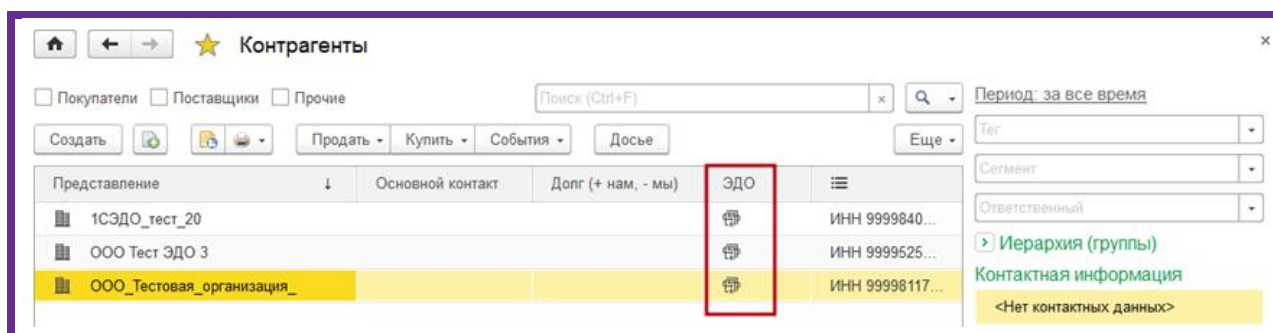 Контрагенты
Покупатели Поставщики Прочие Поиск (Ctrl+F) Период: за все время
Создать Продать Купить События Досье Еще Тег
Представление Основной контакт Долг (+ нам, - мы) ЭДО Сегмент
1СЭДО_тест_20 ИНН 9999840... Ответственный
ООО Тест ЭДО 3 ИНН 9999525... Иерархия (группы)
ООО_Тестовая_организация_ ИНН 99998117... Контактная информация
<Нет контактных данных>